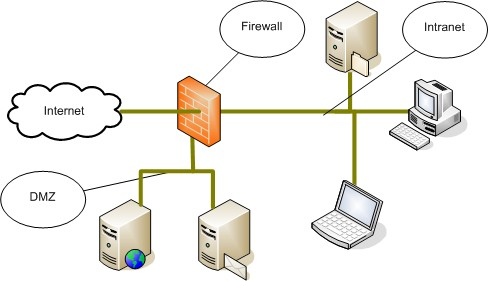 Firewall
Intranet
Internet
DMZ